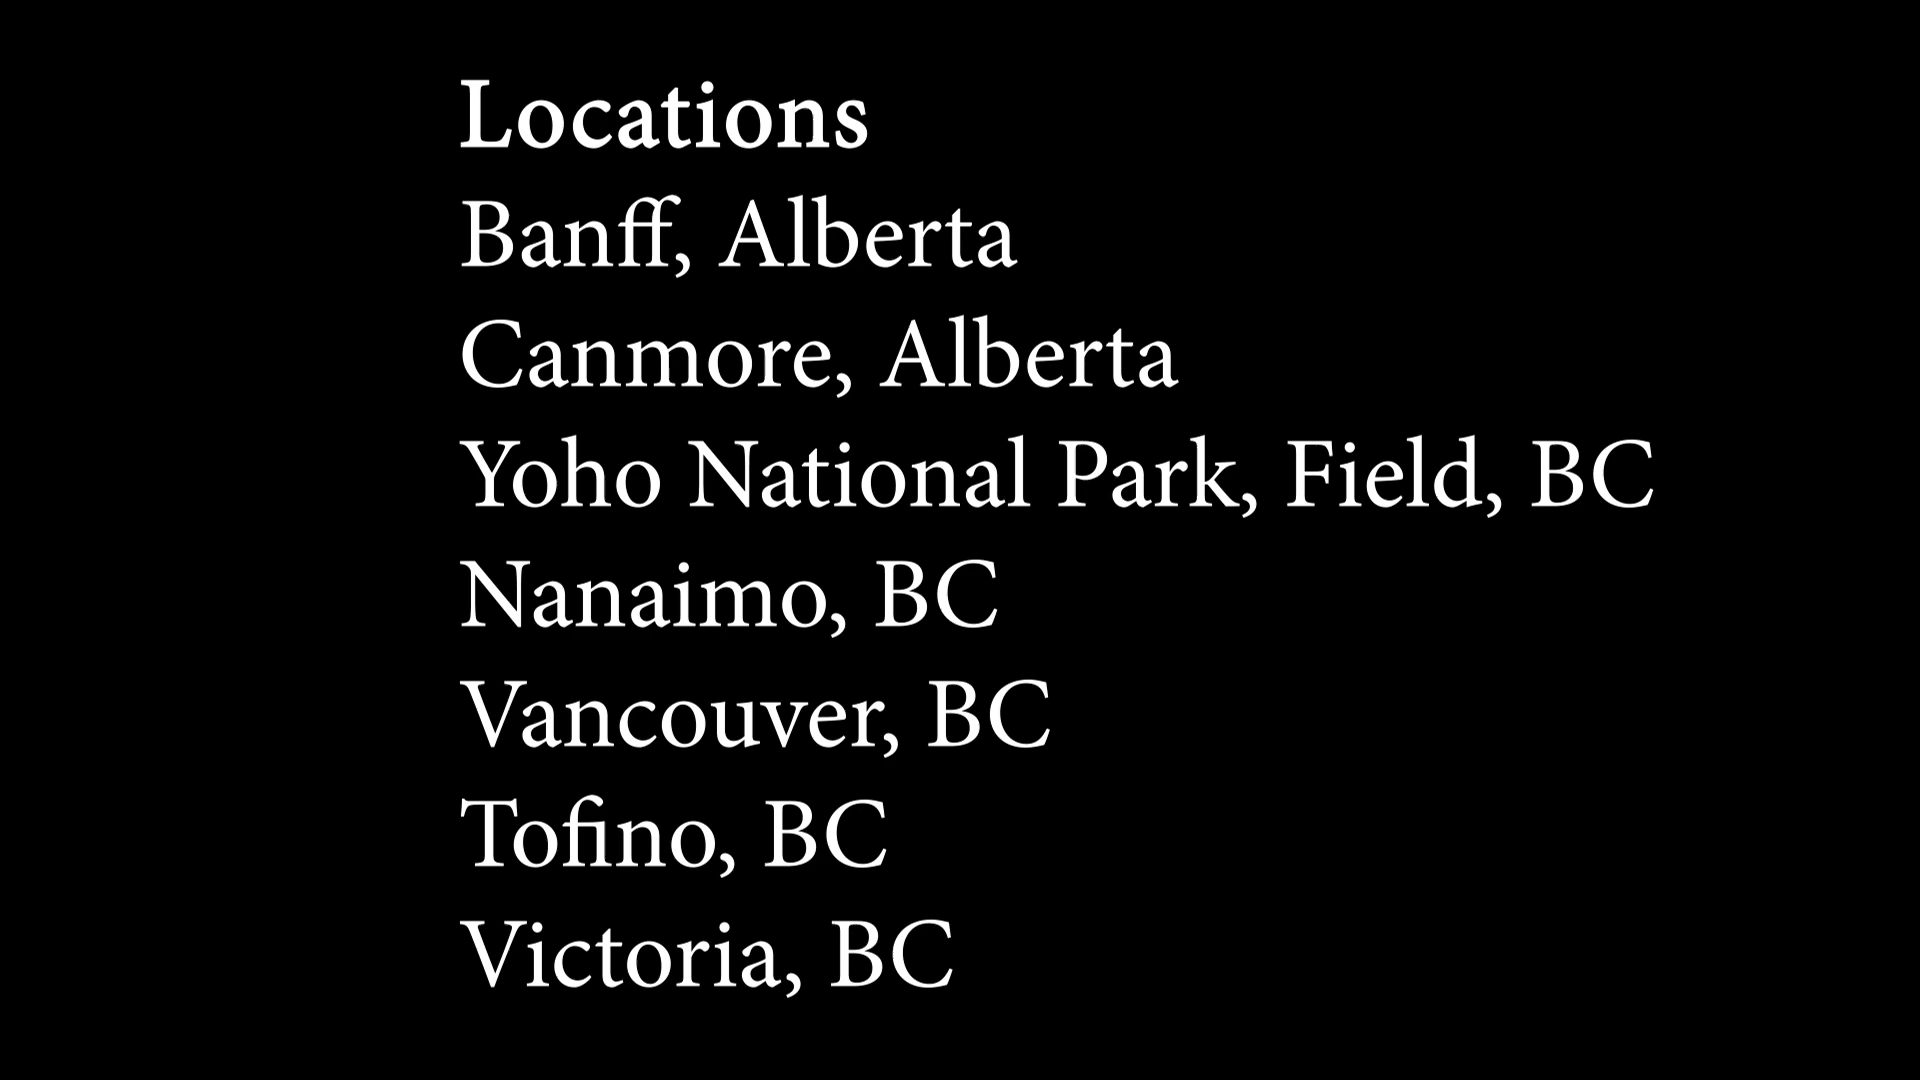 Locations
Banff, Alberta
Canmore, Alberta
Yoho National Park, Field, BC
Nanaimo, BC
Vancouver, BC
Tofino, BC
Victoria, BC